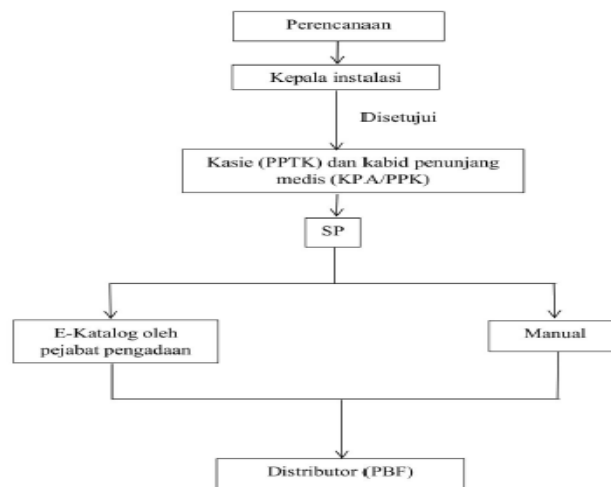 Perencanaan
Kepala instalasi
Disetujui
Kasie (PPTK) dan kabid penunjang
medis (KPA/PPK)
SP
E-Katalog oleh
pejabat pengadaan
Manual
Distributor (PBF)